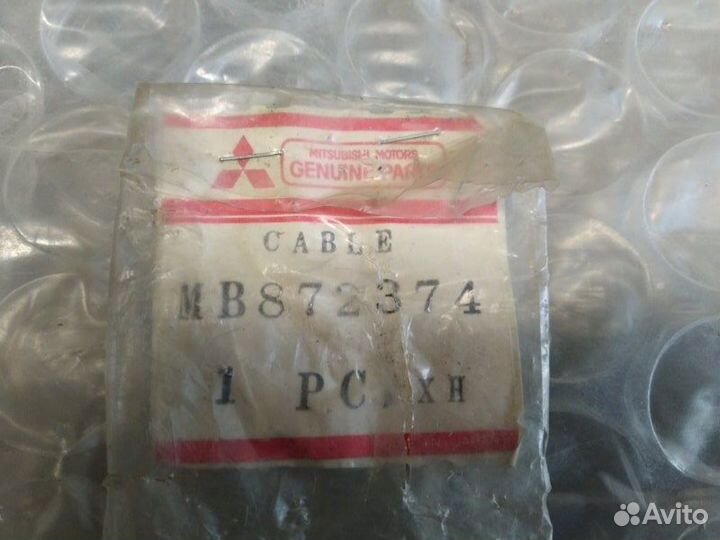 MITSUBISHI MOTORS
GENUINE PARTS
CABLE
MB872374
1 PC. XH
Avito